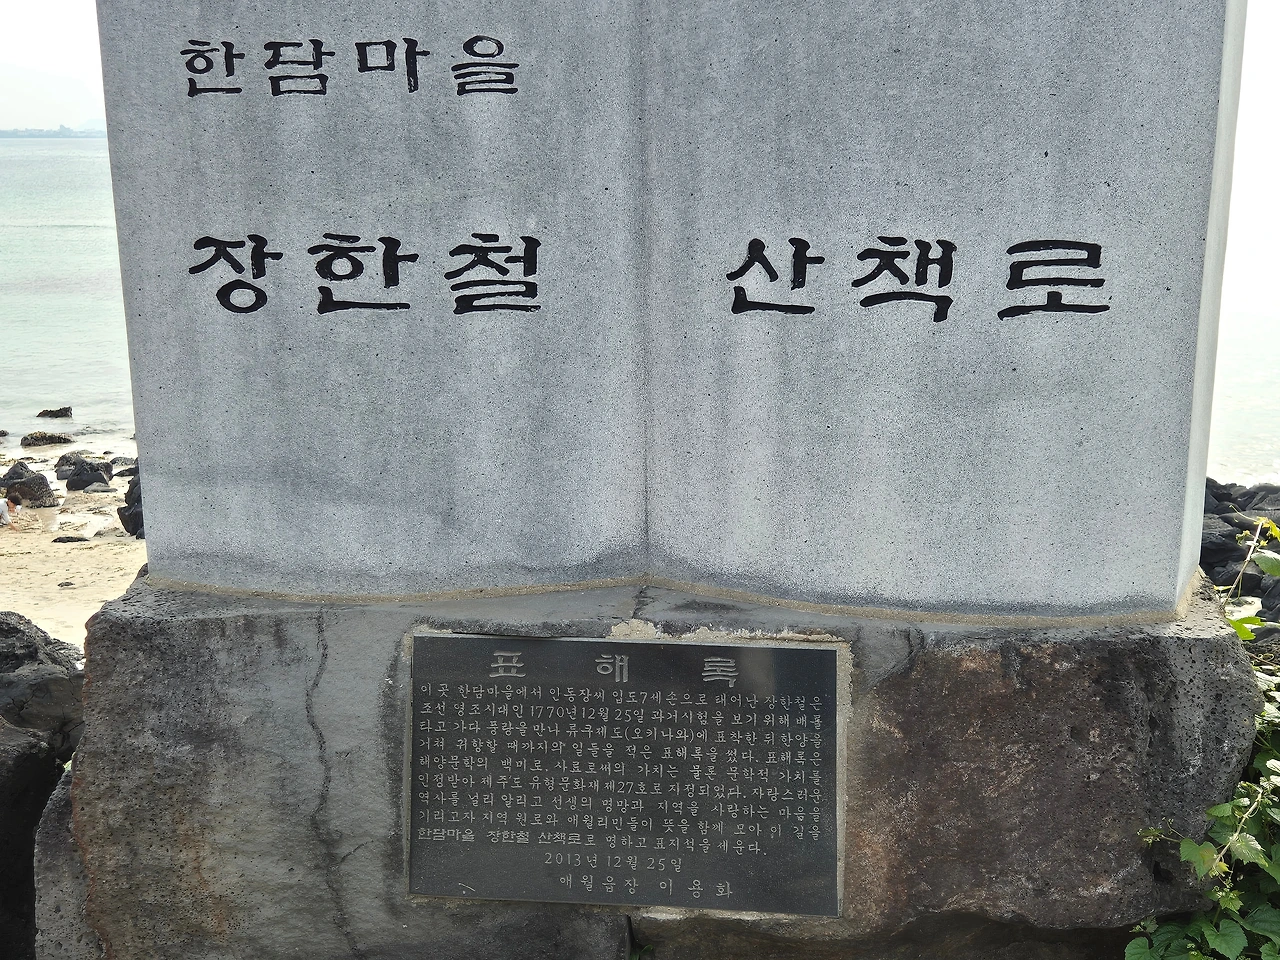 한담마을
장한철 산책로
표해록
이곳 한담마을에서 인동장씨 입도7세손으로 태어난 장한철은
조선 영조시대인 1770년12월 25일 과거시험을 보기 위해 배를
타고 가다 풍랑을 만나 류쿠제도(오키나와)에 표착한 뒤 한양을
거쳐 귀향할 때까지의 일들을 적은 표해록을 썼다. 표해록은
해양문학의 백미로, 사료로써의 가치는 물론 문학적 가치를
인정받아 제주도 유형문화재 제27호로 지정되었다. 자랑스러운
역사를 널리 알리고 선생의 명망과 지역을 사랑하는 마음을
기리고자 지역 원로와 애월리민들이 뜻을 함께 모아 이 길을
한담마을 장한철 산책로로 명하고 표지석을 세운다.
2013년 12월 25일
애월읍장 이용화